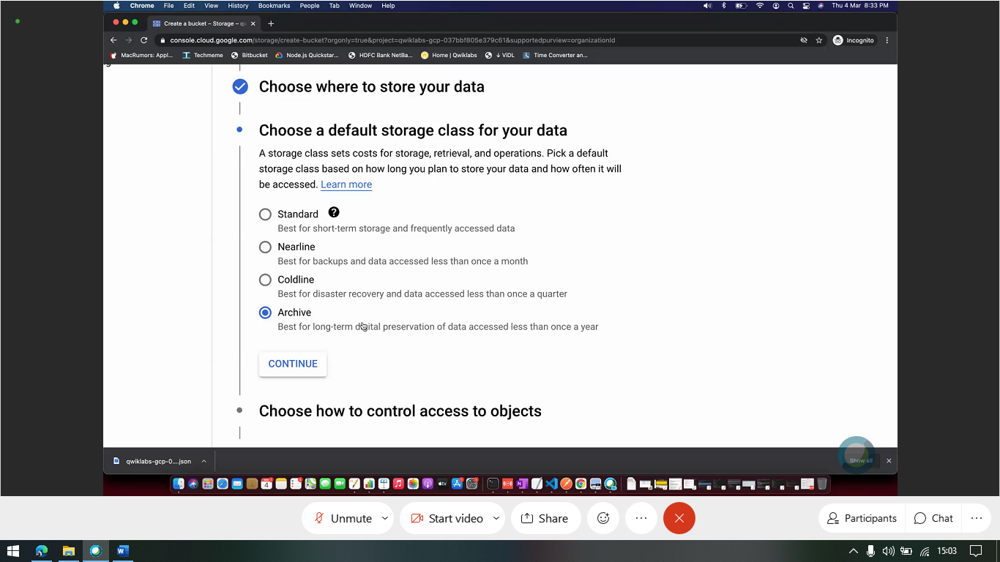 Chrome File Edit View History Bookmarks People Tab Window Help Thu 4 Mar 8:33 PM
Create a bucket – Storage – q
console.cloud.google.com/storage/create-bucket?orgonly=true&project=qwiklabs-gcp-037bbf805e379c61&supportedpurview=organizationId Incognito
MacRumors: Appl... Techmeme Bitbucket Node.js Quickstar... HDFC Bank NetBa... Home | Qwiklabs ↓ ViDL Time Converter an...
Choose where to store your data
Choose a default storage class for your data
A storage class sets costs for storage, retrieval, and operations. Pick a default
storage class based on how long you plan to store your data and how often it will
be accessed. Learn more
Standard
Best for short-term storage and frequently accessed data
Nearline
Best for backups and data accessed less than once a month
Coldline
Best for disaster recovery and data accessed less than once a quarter
Archive
Best for long-term digital preservation of data accessed less than once a year
CONTINUE
Choose how to control access to objects
qwiklabs-gcp-0....json Show all
Unmute Start video Share Participants Chat
15:03